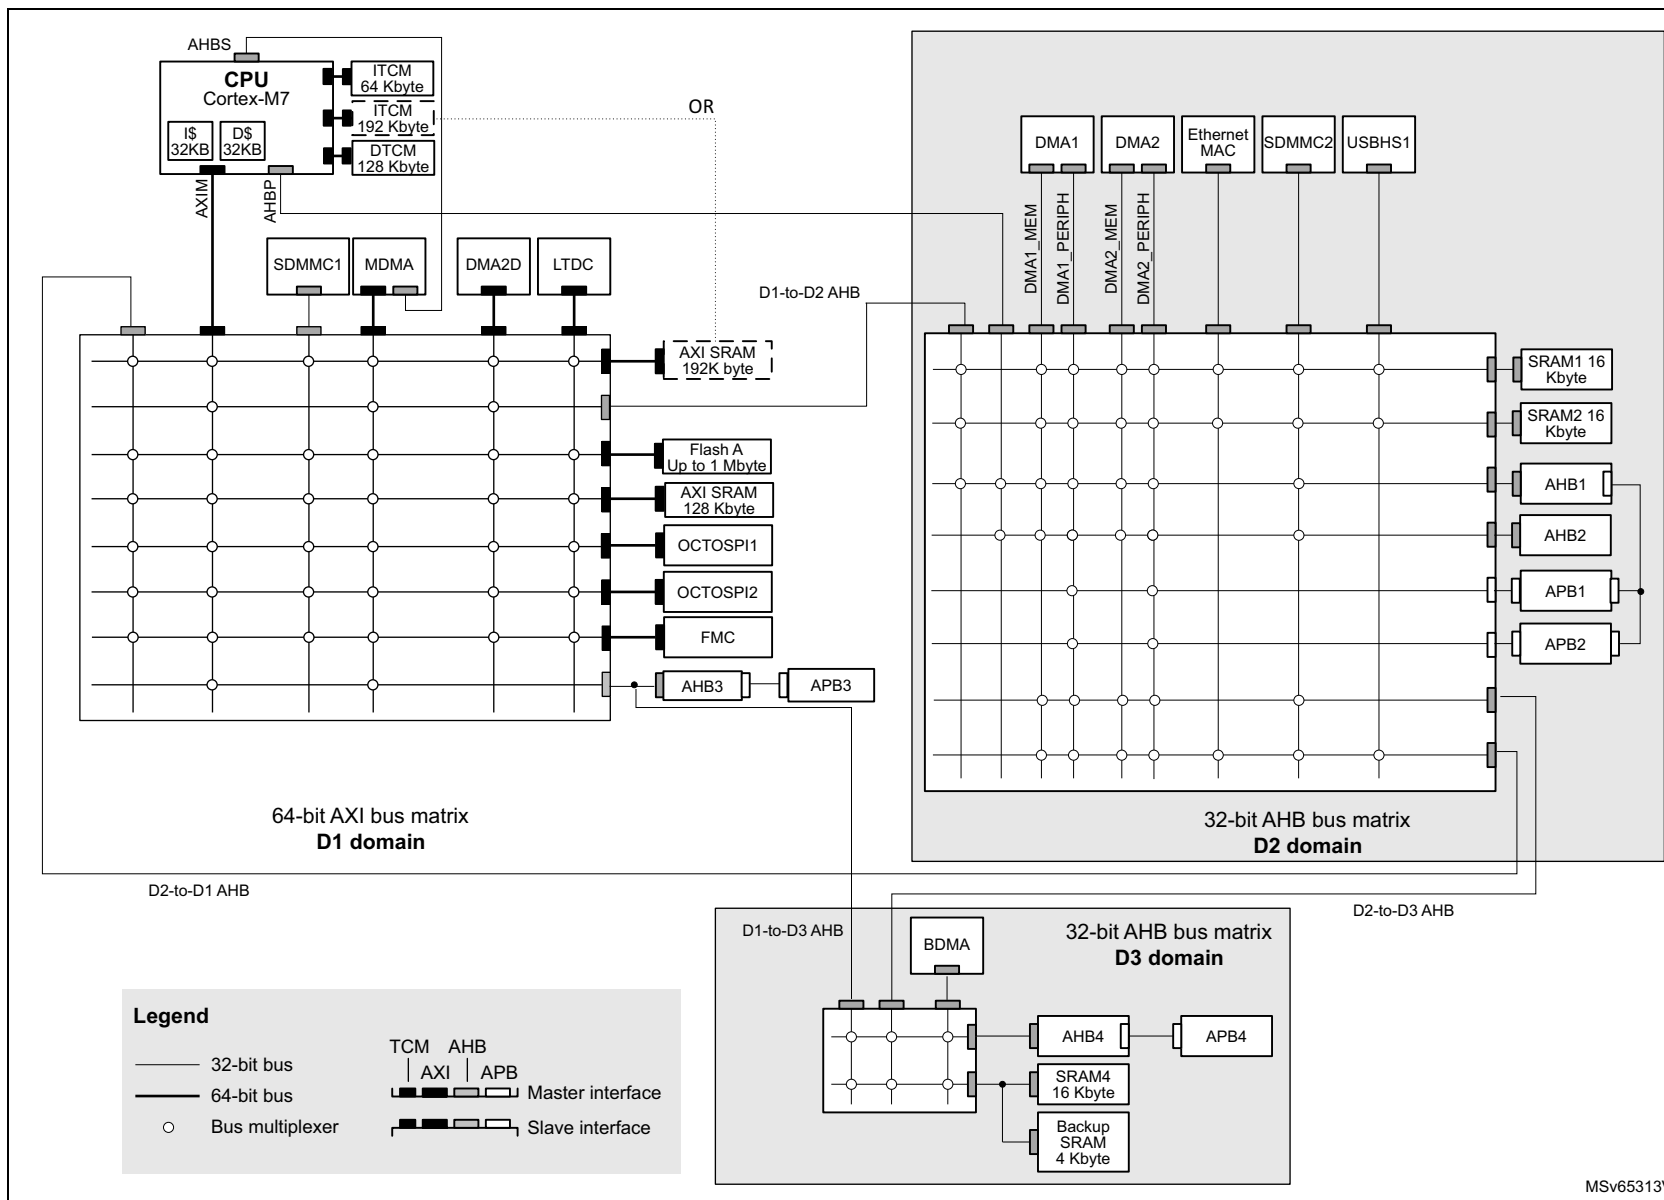 AHBS
CPU
Cortex-M7
I$
32KB
D$
32KB
ITCM
64 Kbyte
ITCM
192 Kbyte
DTCM
128 Kbyte
OR
AXIM
AHBP
SDMMC1
MDMA
DMA2D
LTDC
D1-to-D2 AHB
AXI SRAM
192K byte
Flash A
Up to 1 Mbyte
AXI SRAM
128 Kbyte
OCTOSPI1
OCTOSPI2
FMC
AHB3
APB3
64-bit AXI bus matrix
D1 domain
DMA1
DMA2
Ethernet
MAC
SDMMC2
USBHS1
DMA1_MEM
DMA1_PERIPH
DMA2_MEM
DMA2_PERIPH
SRAM1 16
Kbyte
SRAM2 16
Kbyte
AHB1
AHB2
APB1
APB2
32-bit AHB bus matrix
D2 domain
D2-to-D1 AHB
D2-to-D3 AHB
D1-to-D3 AHB
BDMA
32-bit AHB bus matrix
D3 domain
AHB4
APB4
SRAM4
16 Kbyte
Backup
SRAM
4 Kbyte
Legend
32-bit bus
64-bit bus
Bus multiplexer
TCM
AHB
AXI
APB
Master interface
Slave interface